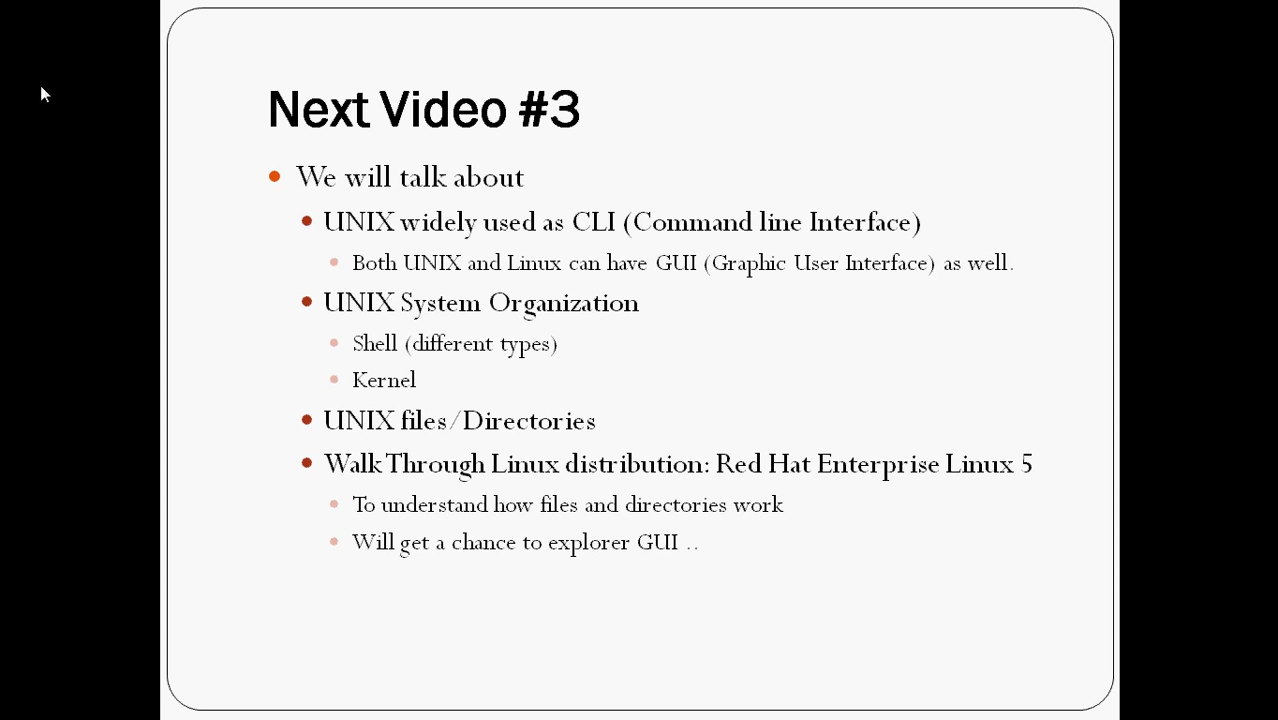 Next Video #3
We will talk about
UNIX widely used as CLI (Command line Interface)
Both UNIX and Linux can have GUI (Graphic User Interface) as well.
UNIX System Organization
Shell (different types)
Kernel
UNIX files/Directories
Walk Through Linux distribution: Red Hat Enterprise Linux 5
To understand how files and directories work
Will get a chance to explorer GUI ..